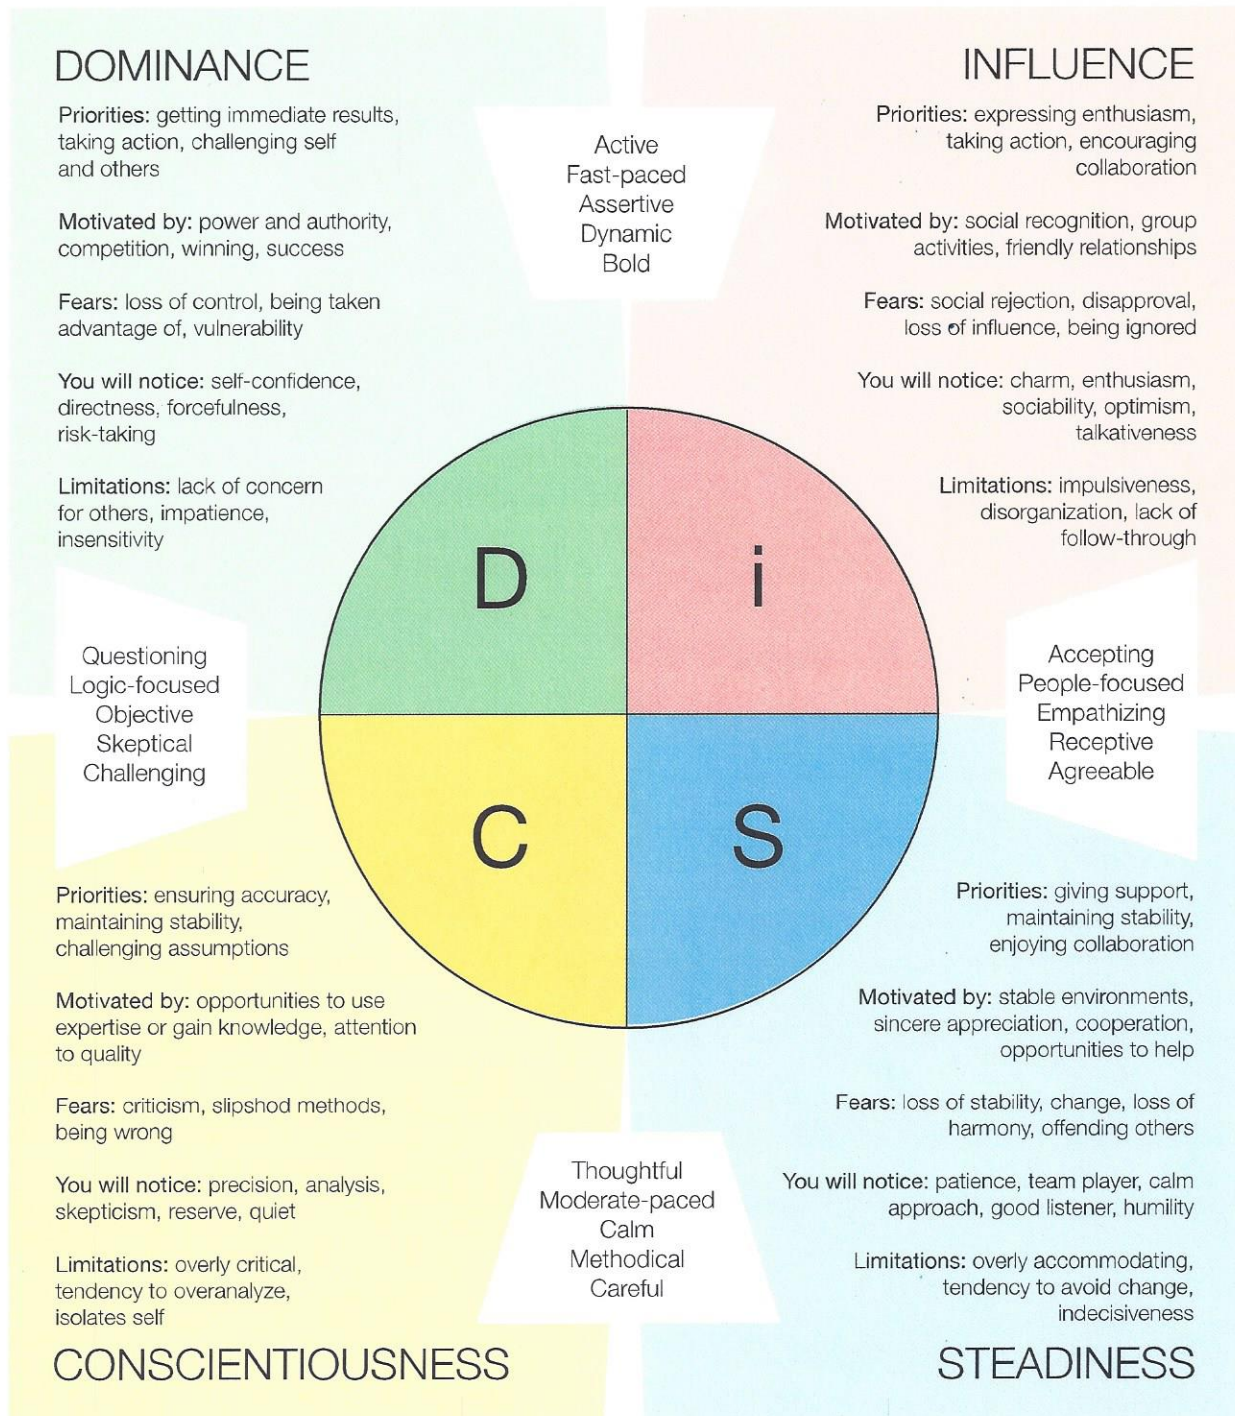 DOMINANCE
Priorities: getting immediate results,
taking action, challenging self
and others
Motivated by: power and authority,
competition, winning, success
Fears: loss of control, being taken
advantage of, vulnerability
You will notice: self-confidence,
directness, forcefulness,
risk-taking
Limitations: lack of concern
for others, impatience,
insensitivity
Active
Fast-paced
Assertive
Dynamic
Bold
INFLUENCE
Priorities: expressing enthusiasm,
taking action, encouraging
collaboration
Motivated by: social recognition, group
activities, friendly relationships
Fears: social rejection, disapproval,
loss of influence, being ignored
You will notice: charm, enthusiasm,
sociability, optimism,
talkativeness
Limitations: impulsiveness,
disorganization, lack of
follow-through
D
i
Questioning
Logic-focused
Objective
Skeptical
Challenging
Accepting
People-focused
Empathizing
Receptive
Agreeable
C
S
Priorities: ensuring accuracy,
maintaining stability,
challenging assumptions
Motivated by: opportunities to use
expertise or gain knowledge, attention
to quality
Fears: criticism, slipshod methods,
being wrong
You will notice: precision, analysis,
skepticism, reserve, quiet
Limitations: overly critical,
tendency to overanalyze,
isolates self
CONSCIENTIOUSNESS
Thoughtful
Moderate-paced
Calm
Methodical
Careful
Priorities: giving support,
maintaining stability,
enjoying collaboration
Motivated by: stable environments,
sincere appreciation, cooperation,
opportunities to help
Fears: loss of stability, change, loss of
harmony, offending others
You will notice: patience, team player, calm
approach, good listener, humility
Limitations: overly accommodating,
tendency to avoid change,
indecisiveness
STEADINESS